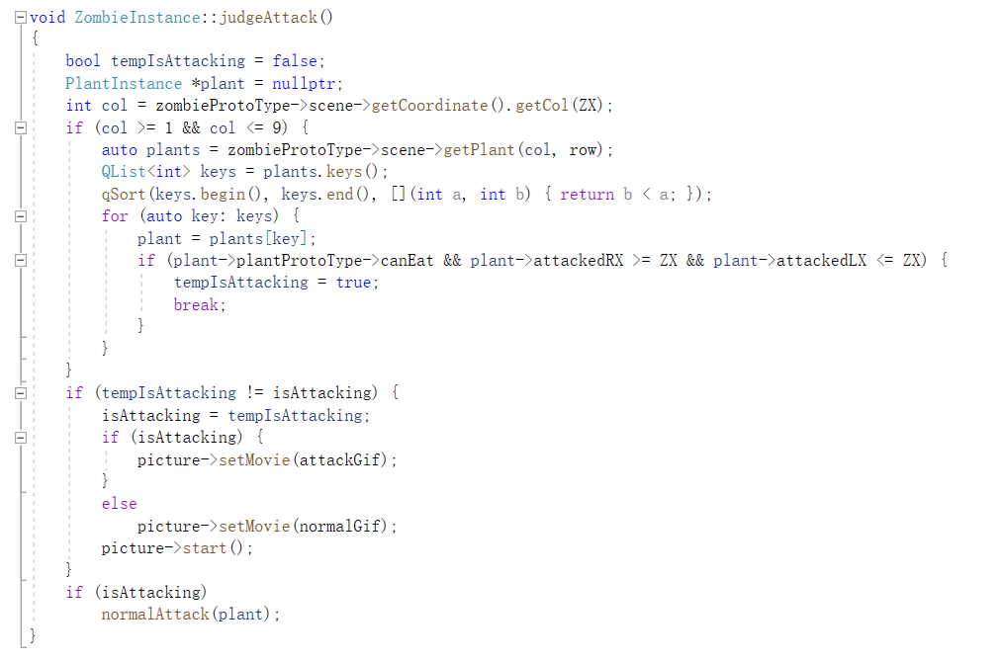 void ZombieInstance::judgeAttack()
{
    bool tempIsAttacking = false;
    PlantInstance *plant = nullptr;
    int col = zombieProtoType->scene->getCoordinate().getCol(ZX);
    if (col >= 1 && col <= 9) {
        auto plants = zombieProtoType->scene->getPlant(col, row);
        QList<int> keys = plants.keys();
        qSort(keys.begin(), keys.end(), [](int a, int b) { return b < a; });
        for (auto key: keys) {
            plant = plants[key];
            if (plant->plantProtoType->canEat && plant->attackedRX >= ZX && plant->attackedLX <= ZX) {
                tempIsAttacking = true;
                break;
            }
        }
    }
    if (tempIsAttacking != isAttacking) {
        isAttacking = tempIsAttacking;
        if (isAttacking) {
            picture->setMovie(attackGif);
        }
        else
            picture->setMovie(normalGif);
        picture->start();
    }
    if (isAttacking)
        normalAttack(plant);
}